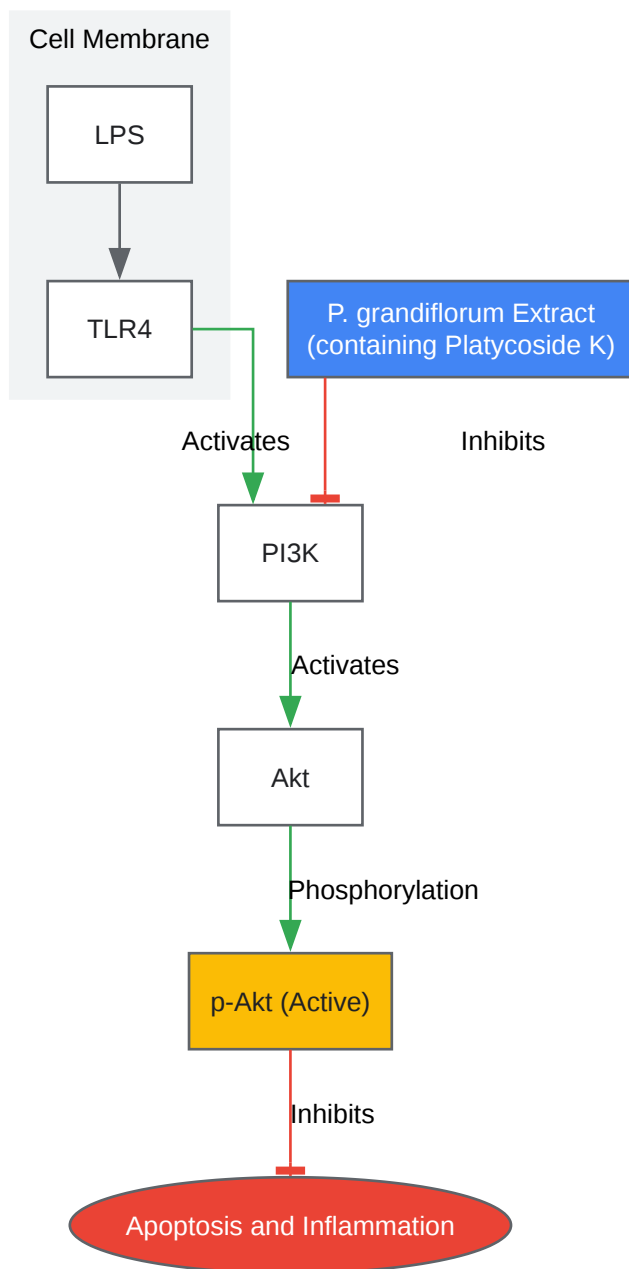 Cell Membrane
LPS
TLR4
P. grandiflorum Extract
(containing Platycoside K)
Activates
Inhibits
PI3K
Activates
Akt
Phosphorylation
p-Akt (Active)
Inhibits
Apoptosis and Inflammation